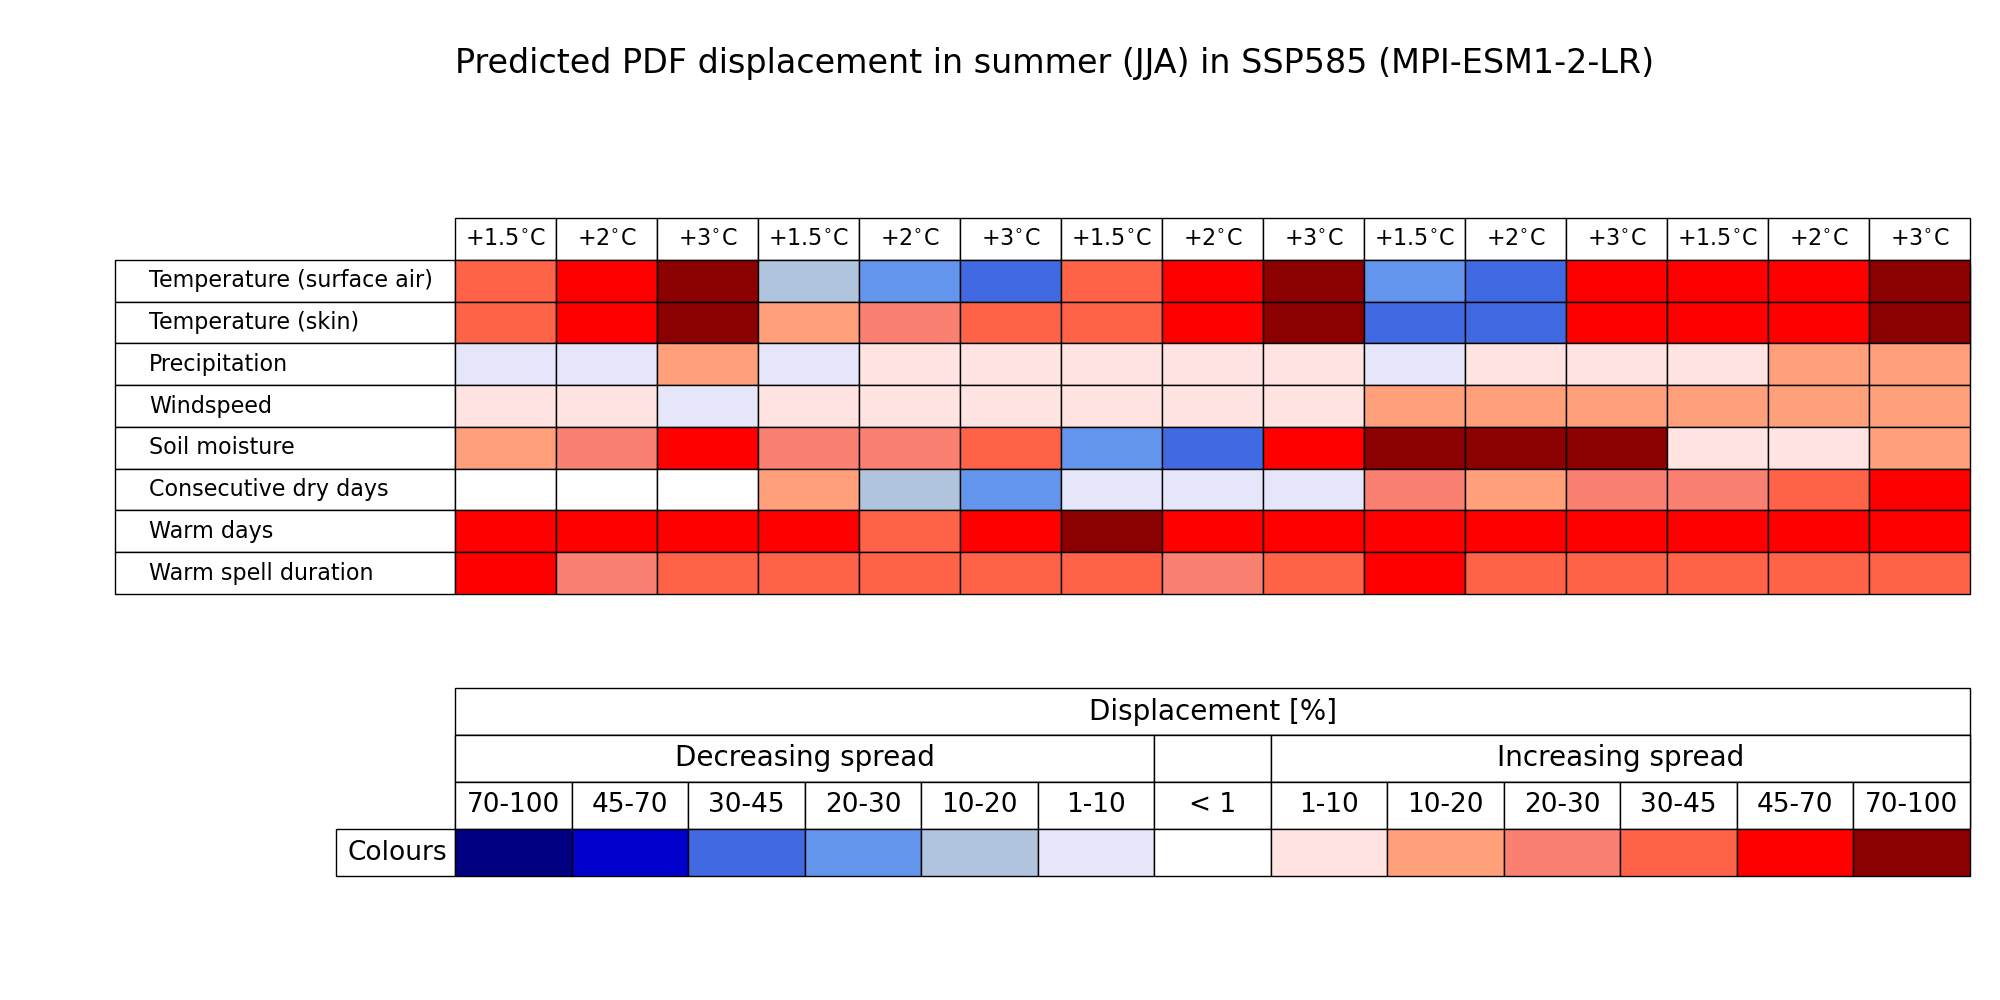 Predicted PDF displacement in summer (JJA) in SSP585 (MPI-ESM1-2-LR)
+1.5°C +2°C +3°C +1.5°C +2°C +3°C +1.5°C +2°C +3°C +1.5°C +2°C +3°C +1.5°C +2°C +3°C
Temperature (surface air)
Temperature (skin)
Precipitation
Windspeed
Soil moisture
Consecutive dry days
Warm days
Warm spell duration
Displacement [%]
Decreasing spread Increasing spread
70-100 45-70 30-45 20-30 10-20 1-10 < 1 1-10 10-20 20-30 30-45 45-70 70-100
Colours